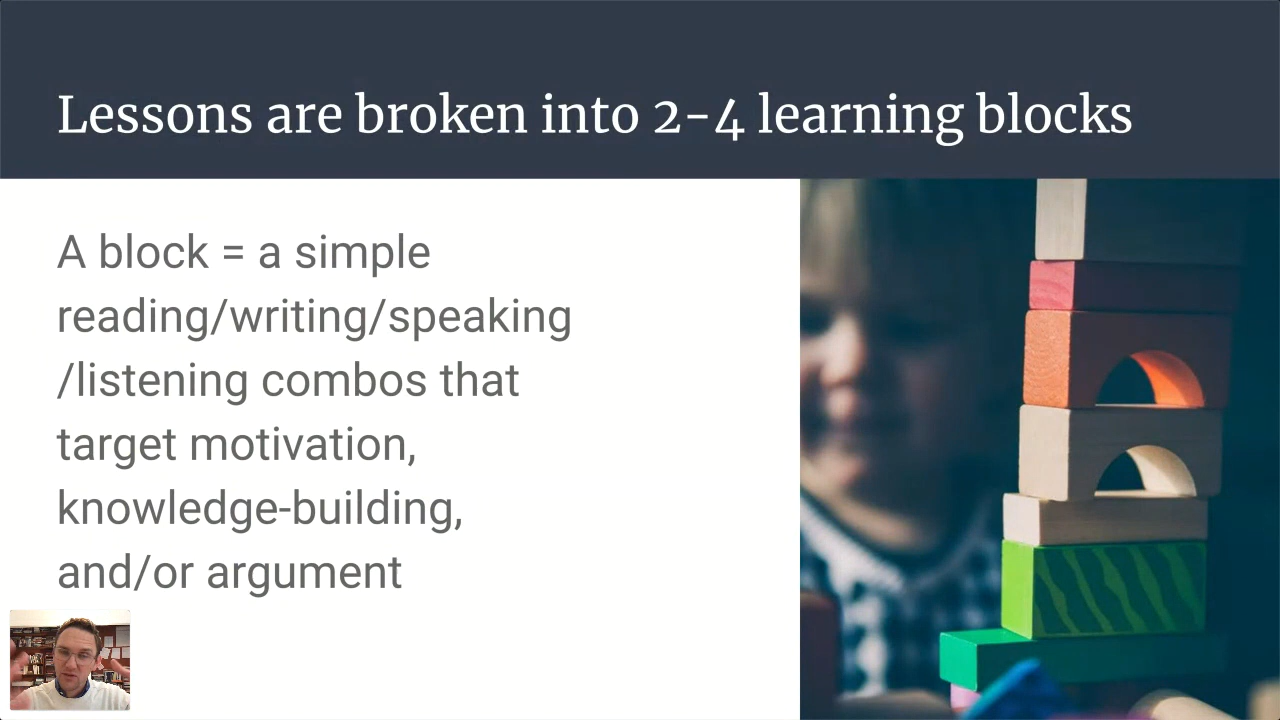 Lessons are broken into 2-4 learning blocks
A block = a simple
reading/writing/speaking
/listening combos that
target motivation,
knowledge-building,
and/or argument